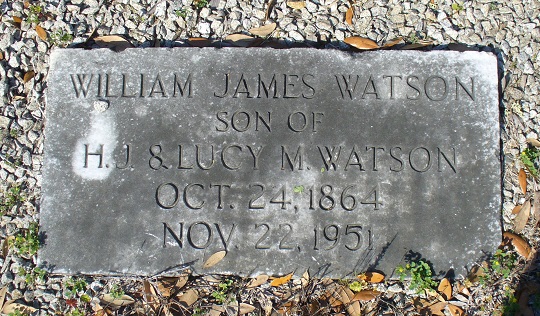 WILLIAM JAMES WATSON
SON OF
H.J. & LUCY M. WATSON
OCT. 24, 1864
NOV. 22, 1951